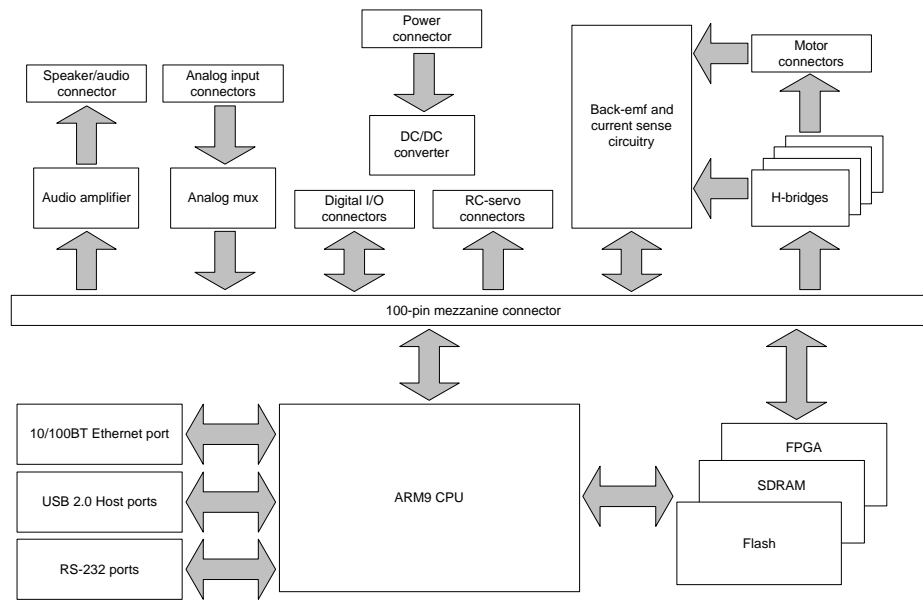 Power
connector
Speaker/audio
connector
Analog input
connectors
Motor
connectors
Back-emf and
current sense
circuitry
DC/DC
converter
Audio amplifier
Analog mux
Digital I/O
connectors
RC-servo
connectors
H-bridges
100-pin mezzanine connector
10/100BT Ethernet port
USB 2.0 Host ports
RS-232 ports
ARM9 CPU
FPGA
SDRAM
Flash